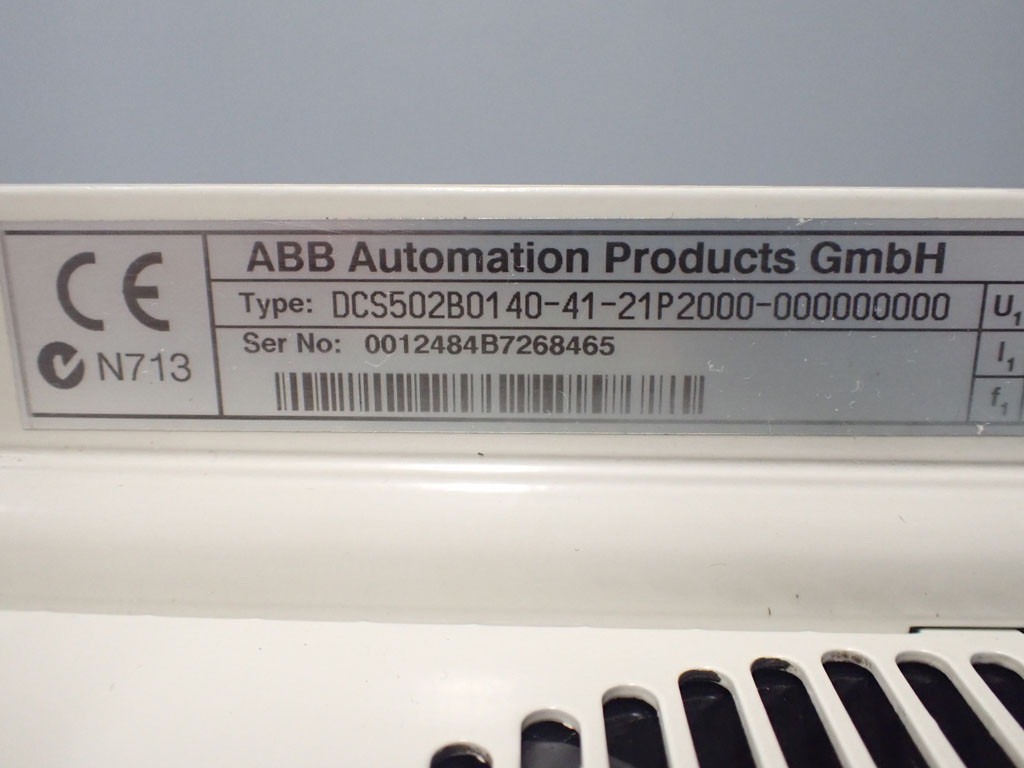 CE
N713
ABB Automation Products GmbH
Type: DCS502B0140-41-21P2000-000000000
Ser No: 0012484B7268465
U1
I1
f1